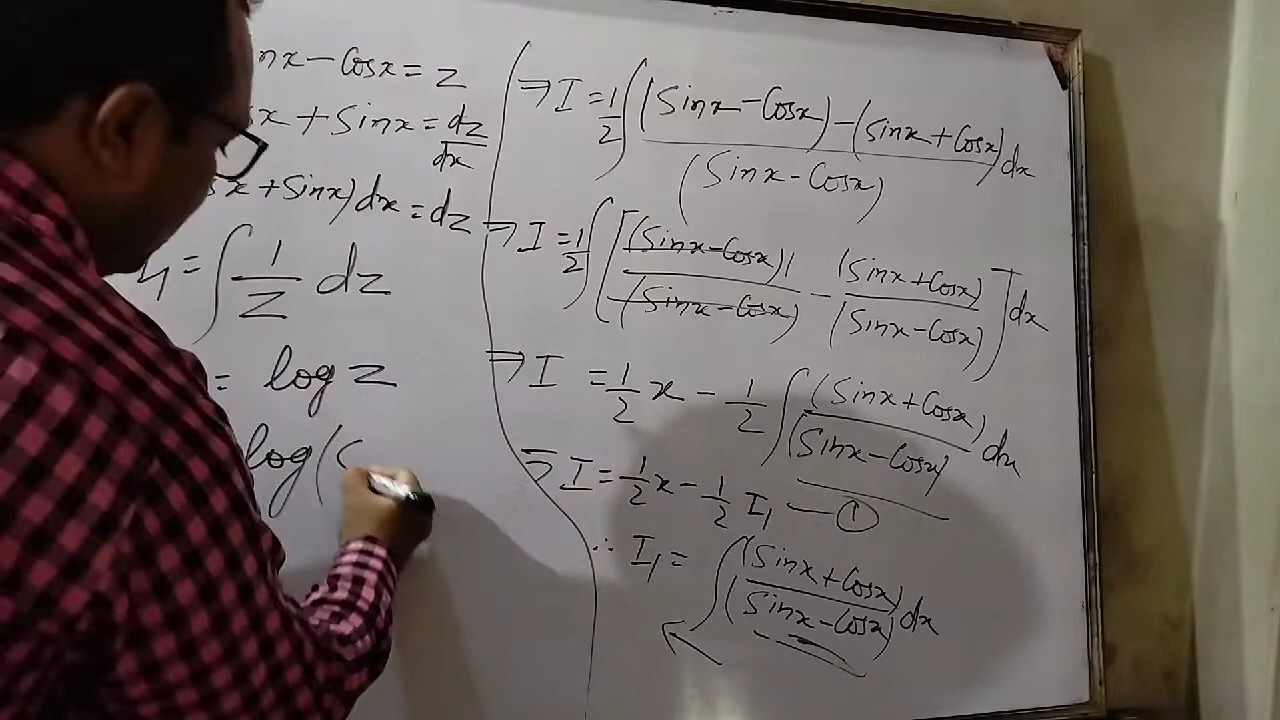 nx - Cosx = z
x + Sinx = dz/dx
sx + Sinx) dx = dz
I₁ = ∫ 1/z dz
= log z
log(S
⇒ I = 1/2 ∫ ((Sinx - Cosx) - (Sinx + Cosx))/(Sinx - Cosx) dx
⇒ I = 1/2 ∫ [(Sinx - Cosx) 1/(Sinx - Cosx) - (Sinx + Cosx)/(Sinx - Cosx)] dx
⇒ I = 1/2 x - 1/2 ∫ (Sinx + Cosx)/(Sinx - Cosx) dx
⇒ I = 1/2 x - 1/2 I₁ — ①
∴ I₁ = ∫ (Sinx + Cosx)/(Sinx - Cosx) dx